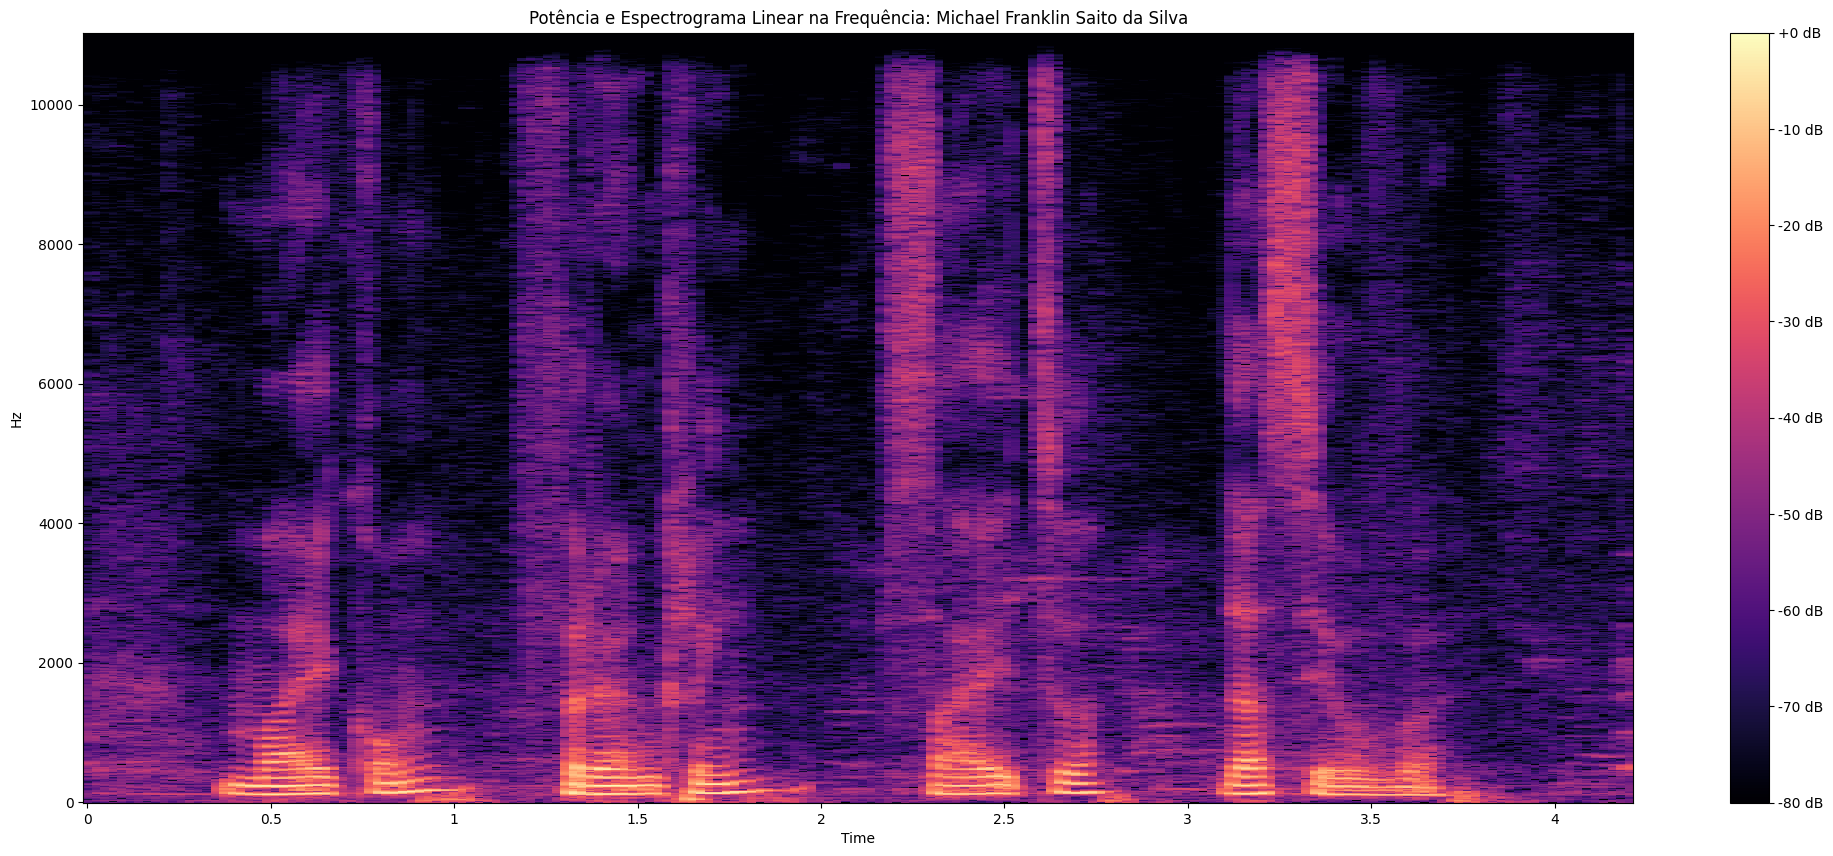 Potência e Espectrograma Linear na Frequência: Michael Franklin Saito da Silva
Hz
10000
8000
6000
4000
2000
0
0 0.5 1 1.5 2 2.5 3 3.5 4
Time
+0 dB
-10 dB
-20 dB
-30 dB
-40 dB
-50 dB
-60 dB
-70 dB
-80 dB